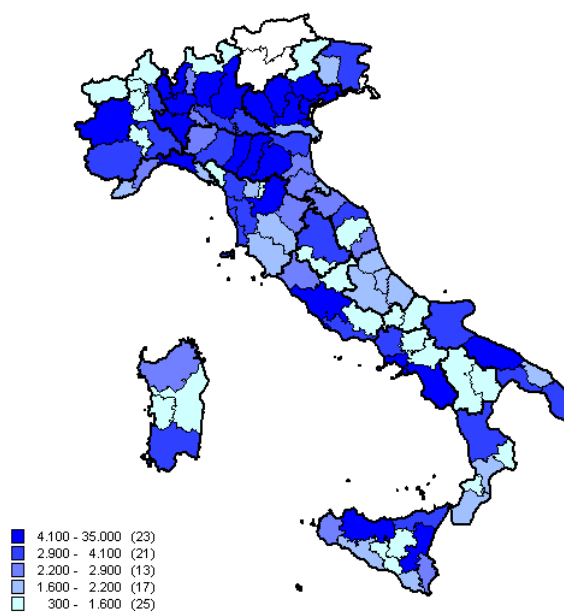 4.100 - 35.000 (23)
2.900 - 4.100 (21)
2.200 - 2.900 (13)
1.600 - 2.200 (17)
300 - 1.600 (25)